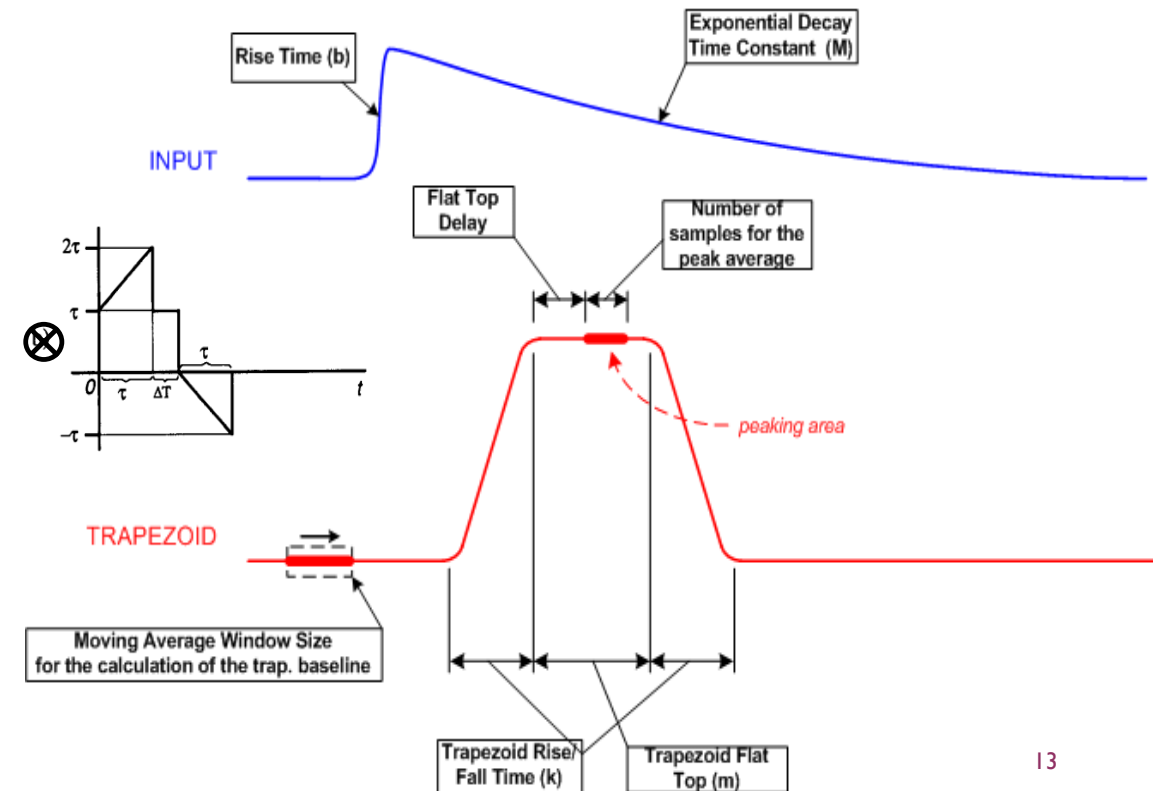 Exponential Decay
Time Constant (M)
Rise Time (b)
INPUT
Flat Top
Delay
Number of
samples for the
peak average
2τ
τ
τ
O
τ
ΔT
t
−τ
peaking area
TRAPEZOID
Moving Average Window Size
for the calculation of the trap. baseline
Trapezoid Rise/
Fall Time (k)
Trapezoid Flat
Top (m)
13